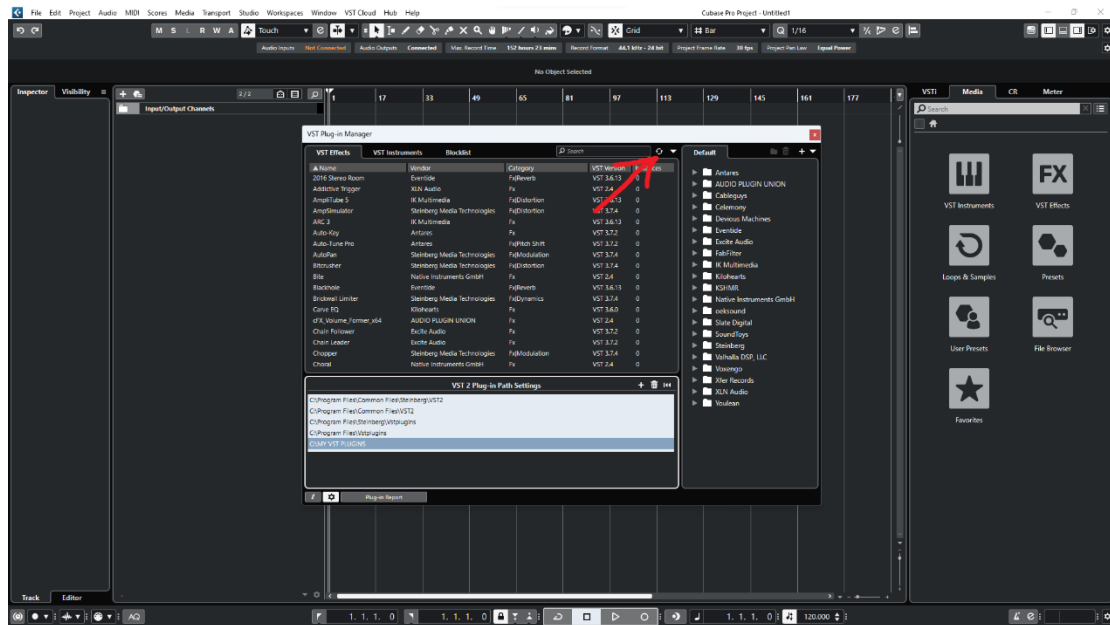 File Edit Project Audio MIDI Scores Media Transport Studio Workspaces Window VST Cloud Hub Help
Cubase Pro Project - Untitled1
M S L R W A Touch Grid Bar 1/16
Audio Inputs Not Connected Audio Outputs Connected Max. Record Time 152 hours 23 mins Record Format 44.1 kHz - 24 bit Project Frame Rate 30 fps Project Pan Law Equal Power
No Object Selected
Inspector Visibility
2/2
1 17 33 49 65 81 97 113 129 145 161 177
VSTi Media CR Meter
Input/Output Channels
Search
VST Plug-in Manager
VST Effects VST Instruments Blocklist
Search
Default
Name Vendor Category VST Version
2016 Stereo Room Eventide Fx|Reverb VST 3.6.13 0
Addictive Trigger XLN Audio Fx VST 2.4 0
AmpliTube 5 IK Multimedia Fx|Distortion
AmpSimulator Steinberg Media Technologies Fx|Distortion VST 3.7.4 0
ARC 3 IK Multimedia Fx VST 3.6.13 0
Auto-Key Antares Fx VST 3.7.2 0
Auto-Tune Pro Antares Fx|Pitch Shift VST 3.7.2 0
AutoPan Steinberg Media Technologies Fx|Modulation VST 3.7.4 0
Bitcrusher Steinberg Media Technologies Fx|Distortion VST 3.7.4 0
Bite Native Instruments GmbH Fx VST 2.4 0
Blackhole Eventide Fx|Reverb VST 3.6.13 0
Brickwall Limiter Steinberg Media Technologies Fx|Dynamics VST 3.7.4 0
Carve EQ Kilohearts Fx VST 3.6.0 0
cFX_Volume_Former_x64 AUDIO PLUGIN UNION Fx VST 2.4 0
Chain Follower Excite Audio Fx VST 3.7.2 0
Chain Leader Excite Audio Fx VST 3.7.2 0
Chopper Steinberg Media Technologies Fx|Modulation VST 3.7.4 0
Choral Native Instruments GmbH Fx VST 2.4 0
Antares
AUDIO PLUGIN UNION
Cableguys
Celemony
Devious Machines
Eventide
Excite Audio
FabFilter
IK Multimedia
Kilohearts
KSHMR
Native Instruments GmbH
oeksound
Slate Digital
SoundToys
Steinberg
Valhalla DSP, LLC
Voxengo
Xfer Records
XLN Audio
Youlean
VST 2 Plug-in Path Settings
C:\Program Files\Common Files\Steinberg\VST2
C:\Program Files\Common Files\VST2
C:\Program Files\Steinberg\Vstplugins
C:\Program Files\Vstplugins
C:\MY VST PLUGINS
Plug-in Report
FX
VST Instruments VST Effects
Loops & Samples Presets
User Presets File Browser
Favorites
Track Editor
AQ 1. 1. 1. 0 1. 1. 1. 0 1. 1. 1. 0 120.000